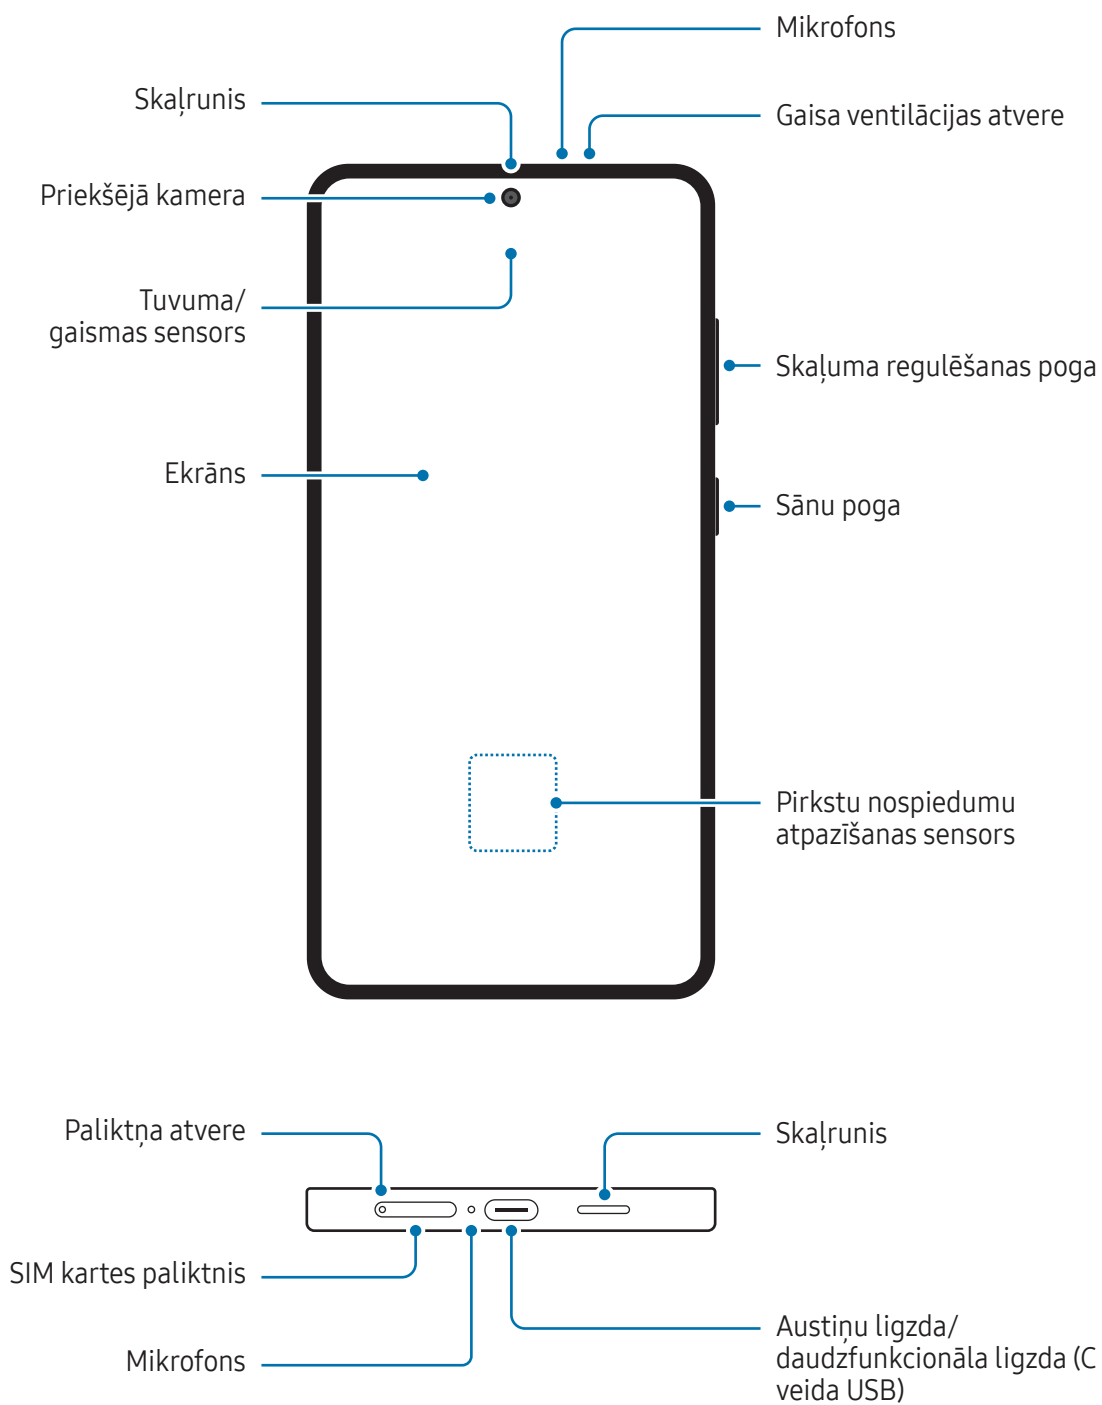 Mikrofons
Skaļrunis
Gaisa ventilācijas atvere
Priekšējā kamera
Tuvuma/
gaismas sensors
Skaļuma regulēšanas poga
Ekrāns
Sānu poga
Pirkstu nospiedumu
atpazīšanas sensors
Paliktņa atvere
Skaļrunis
SIM kartes paliktnis
Mikrofons
Austiņu ligzda/
daudzfunkcionāla ligzda (C
veida USB)